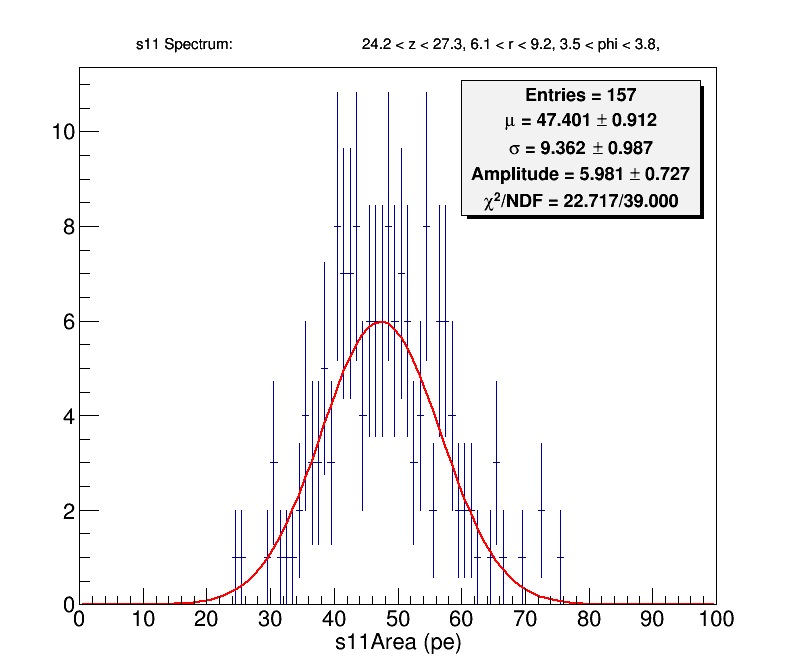 s11 Spectrum: 24.2 < z < 27.3, 6.1 < r < 9.2, 3.5 < phi < 3.8,
Entries = 157
μ = 47.401 ± 0.912
σ = 9.362 ± 0.987
Amplitude = 5.981 ± 0.727
χ²/NDF = 22.717/39.000
10
8
6
4
2
0
0 10 20 30 40 50 60 70 80 90 100
s11Area (pe)